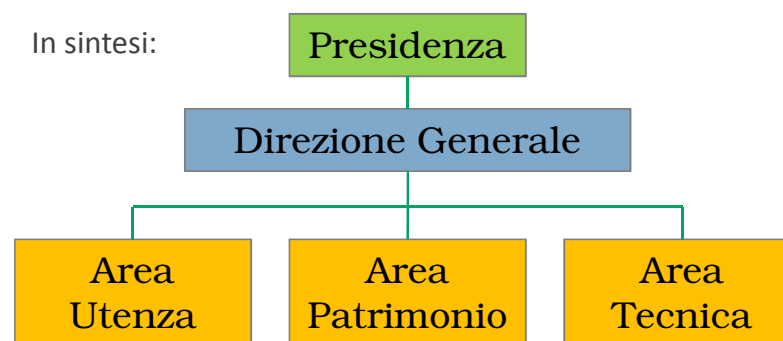 In sintesi:
Presidenza
Direzione Generale
Area
Utenza
Area
Patrimonio
Area
Tecnica